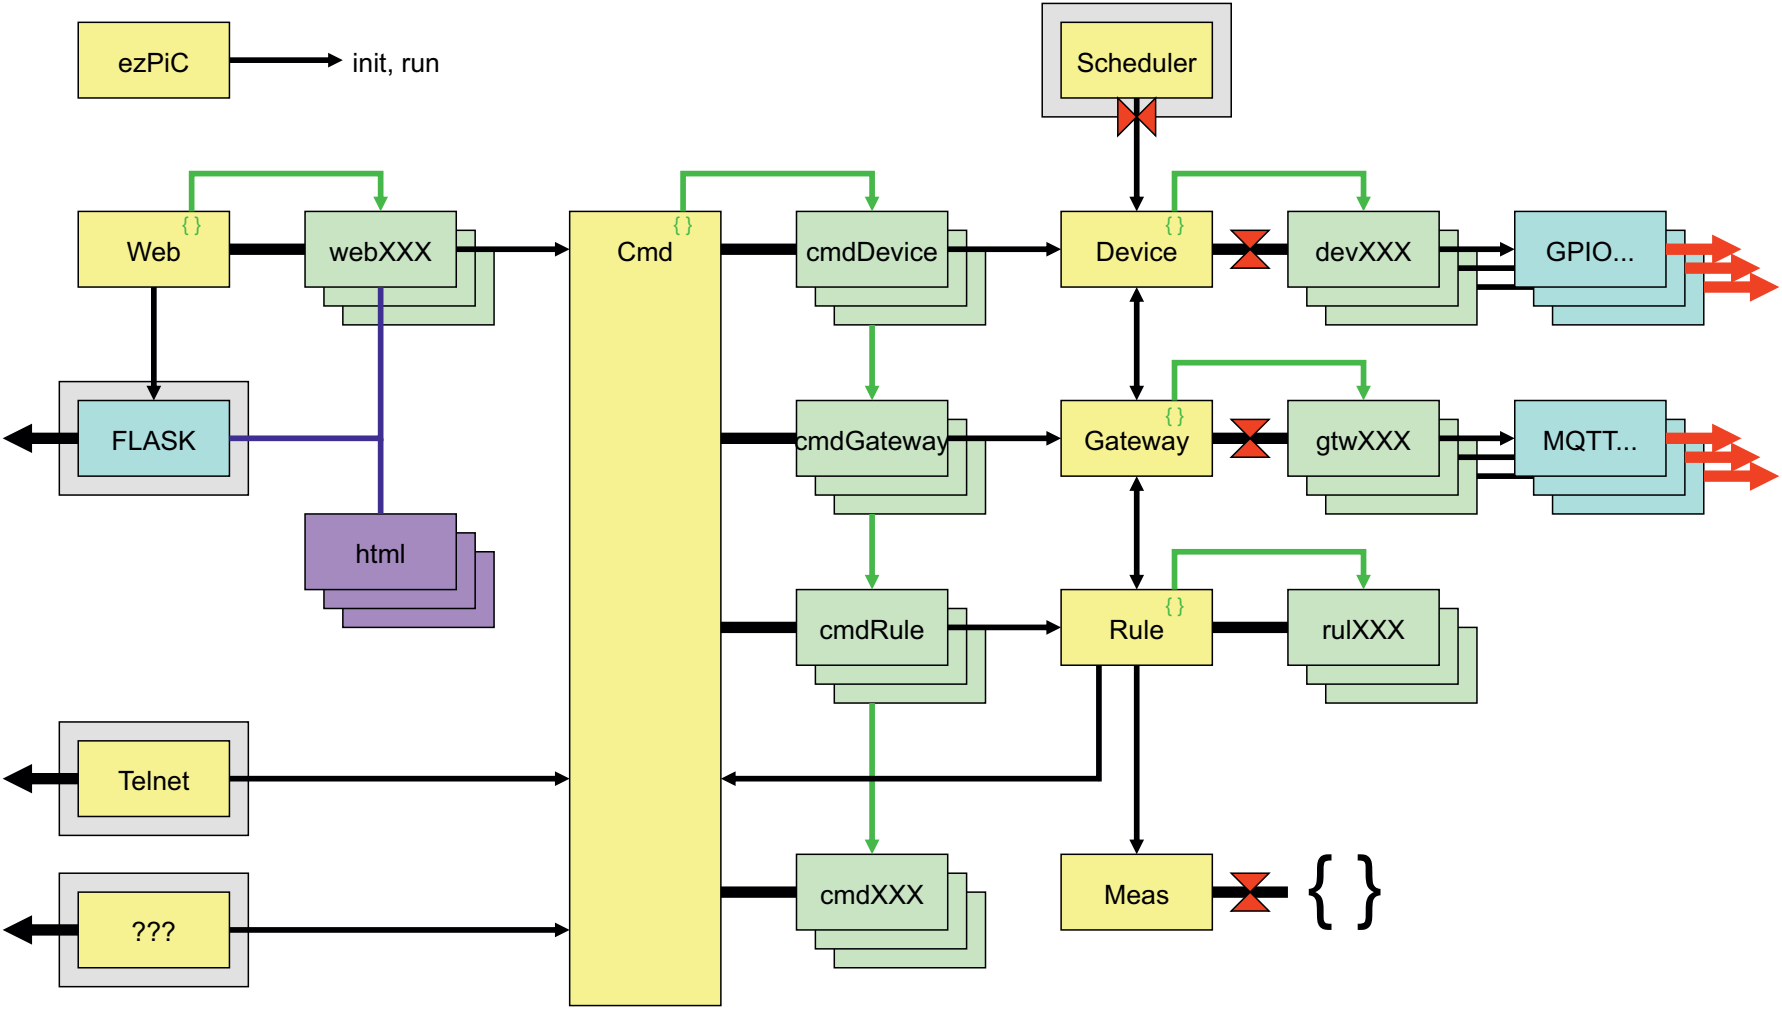 ezPiC
init, run
Scheduler
{ }
{ }
{ }
Web
webXXX
Cmd
cmdDevice
Device
devXXX
GPIO...
{ }
FLASK
cmdGateway
Gateway
gtwXXX
MQTT...
html
{ }
cmdRule
Rule
rulXXX
Telnet
cmdXXX
Meas
{ }
???